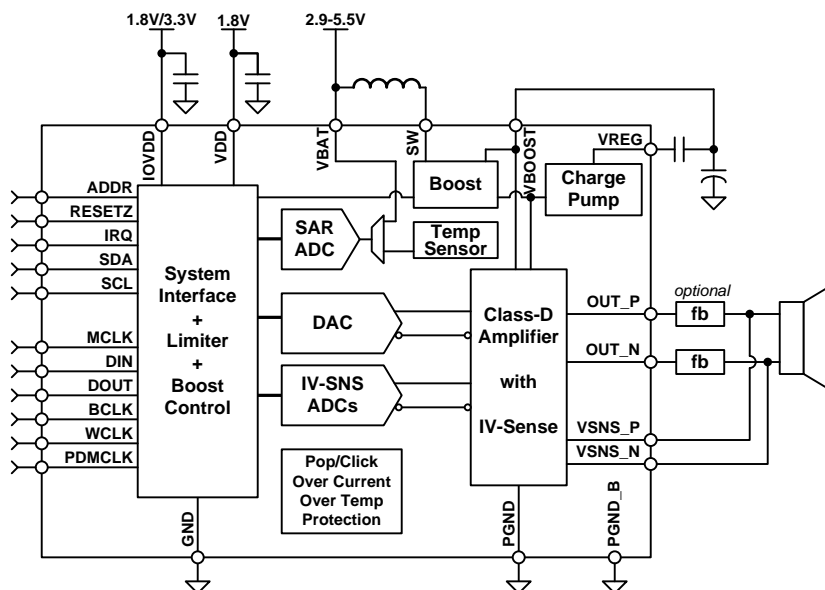 1.8V/3.3V
1.8V
2.9-5.5V
IOVDD
VDD
VBAT
SW
VBOOST
VREG
ADDR
RESETZ
IRQ
SDA
SCL
MCLK
DIN
DOUT
BCLK
WCLK
PDMCLK
System
Interface
+
Limiter
+
Boost
Control
Boost
Charge
Pump
SAR
ADC
Temp
Sensor
DAC
IV-SNS
ADCs
Class-D
Amplifier
with
IV-Sense
Pop/Click
Over Current
Over Temp
Protection
OUT_P
OUT_N
optional
fb
fb
VSNS_P
VSNS_N
GND
PGND
PGND_B